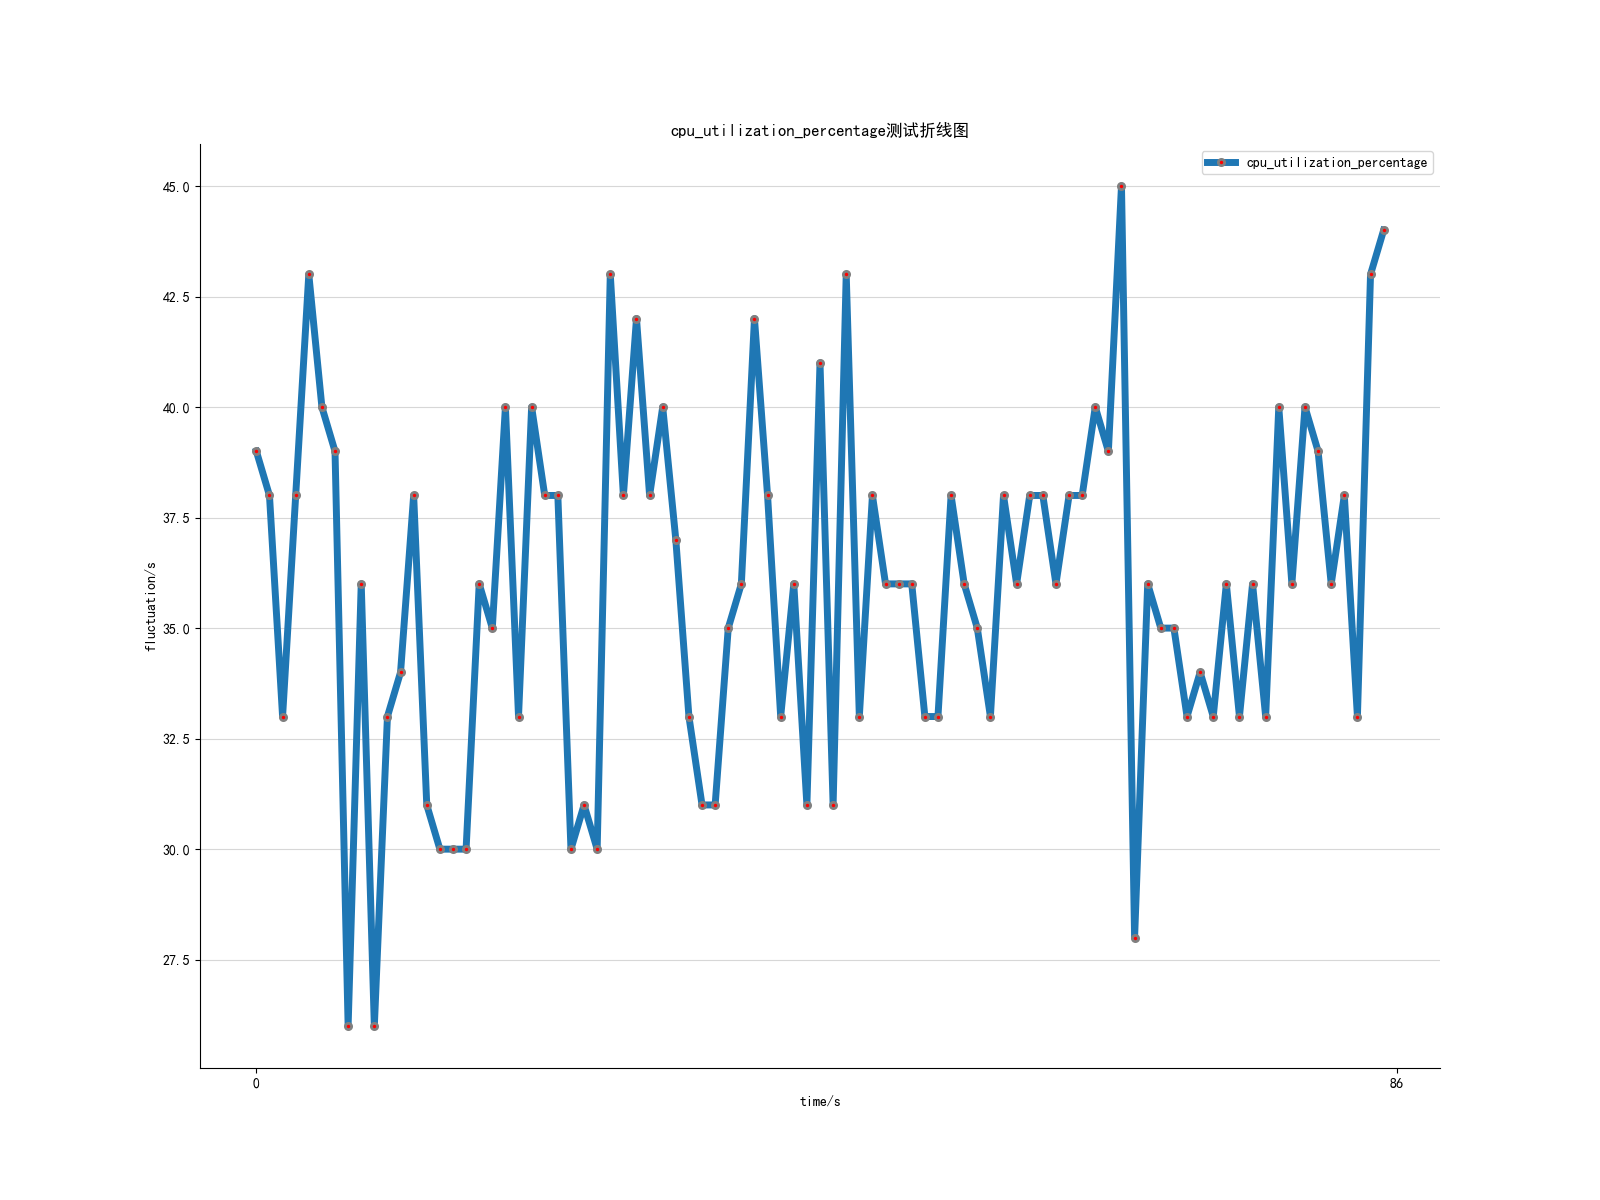 cpu_utilization_percentage测试折线图
cpu_utilization_percentage
45.0
42.5
40.0
37.5
35.0
32.5
30.0
27.5
fluctuation/s
0
86
time/s